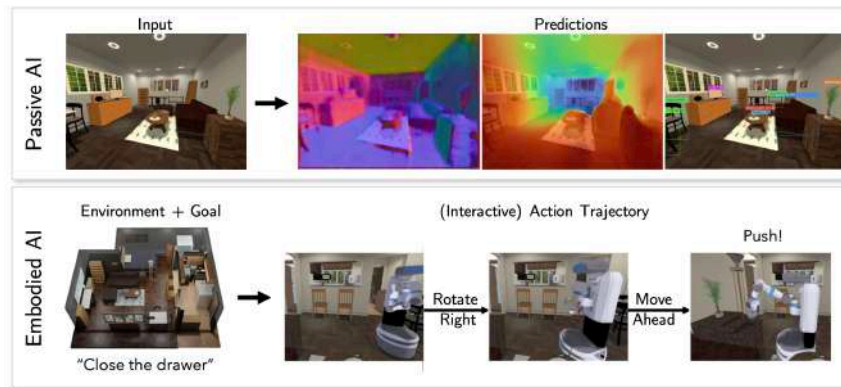 Passive AI
Input
Predictions
Embodied AI
Environment + Goal
"Close the drawer"
(Interactive) Action Trajectory
Rotate
Right
Move
Ahead
Push!